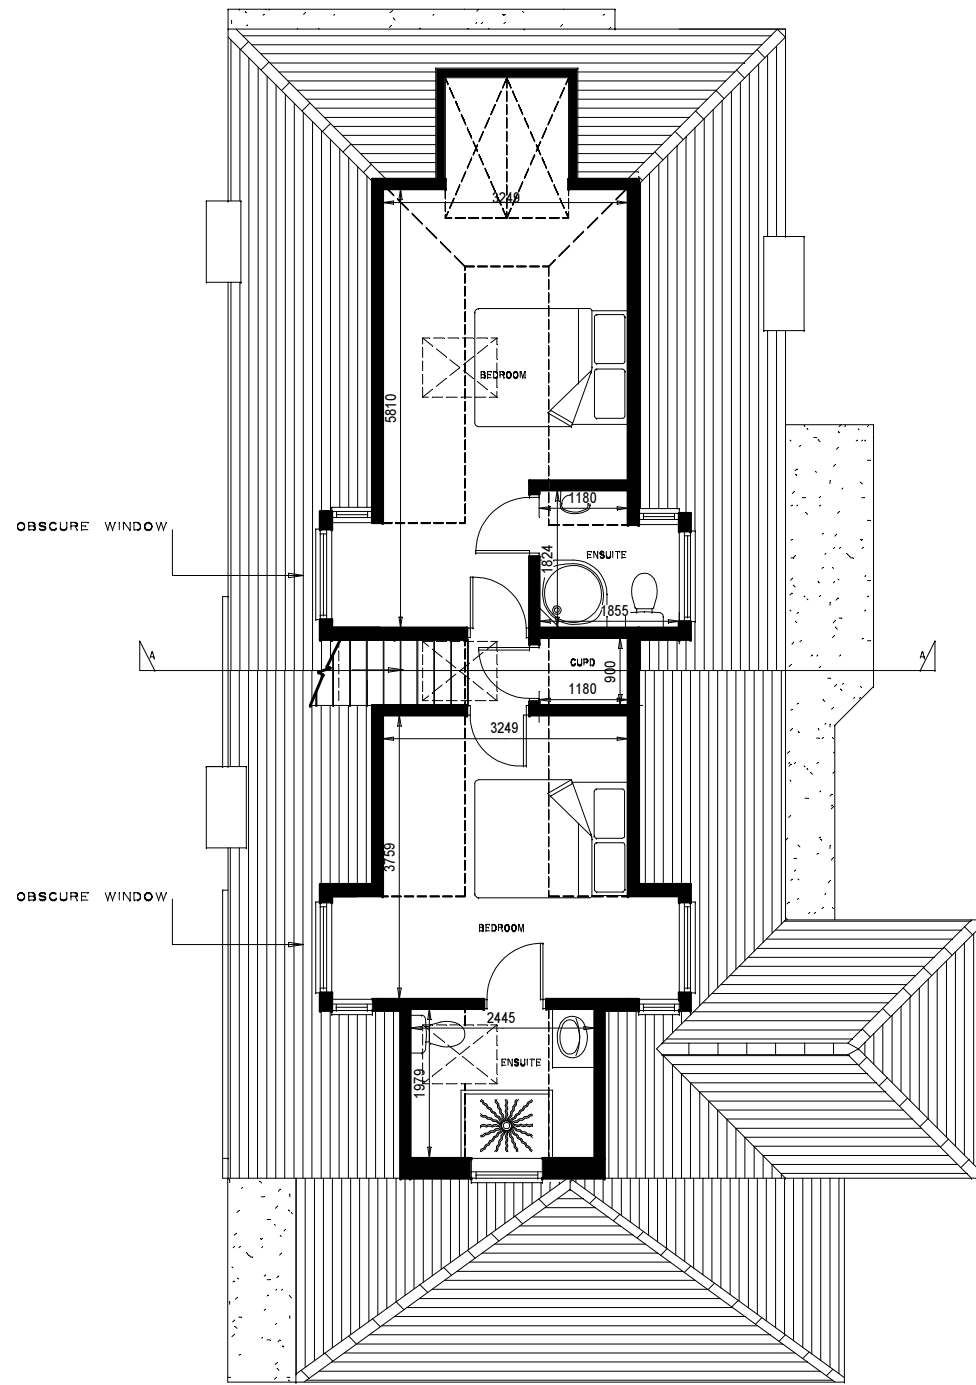 3249
BEDROOM
5810
1180
OBSCURE WINDOW
1824
ENSUITE
1855
A
CUPD
900
A
1180
3249
3759
OBSCURE WINDOW
BEDROOM
2445
ENSUITE
1979